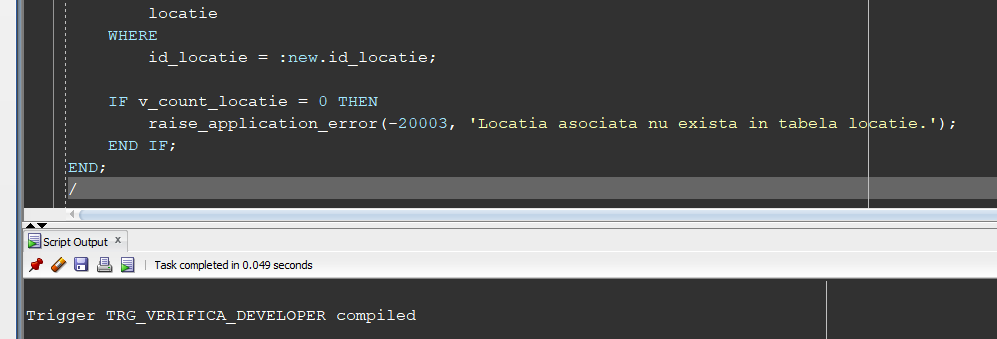 locatie
WHERE
id_locatie = :new.id_locatie;
IF v_count_locatie = 0 THEN
raise_application_error(-20003, 'Locatia asociata nu exista in tabela locatie.');
END IF;
END;
/
Script Output x
Task completed in 0.049 seconds
Trigger TRG_VERIFICA_DEVELOPER compiled